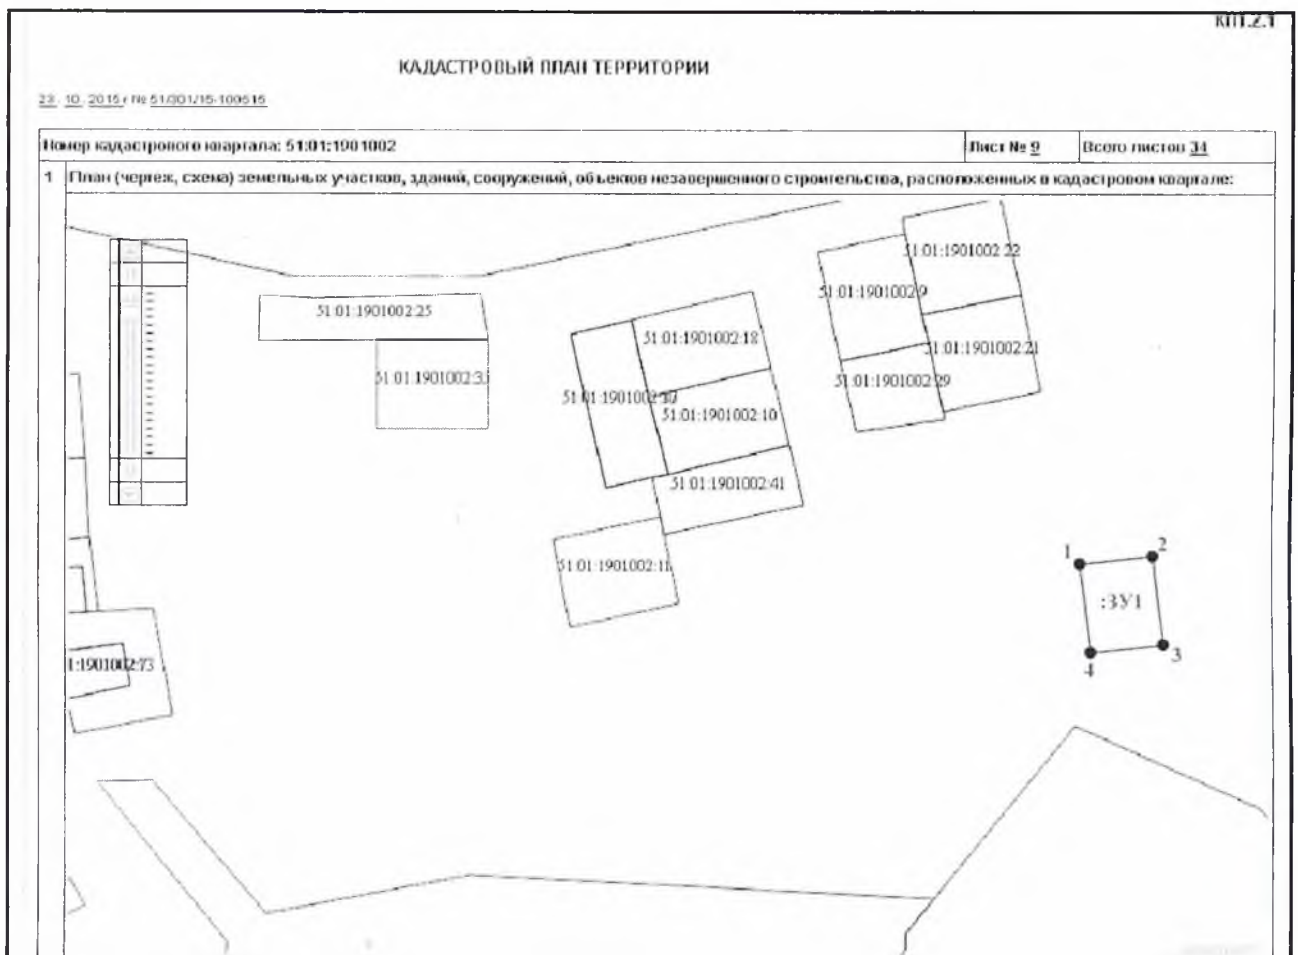 КПТ.2.1
КАДАСТРОВЫЙ ПЛАН ТЕРРИТОРИИ
23 . 10 . 2015 г № 51/301/15-100515
Номер кадастрового квартала: 51:01:1901002
Лист № 9
Всего листов 34
1 План (чертеж, схема) земельных участков, зданий, сооружений, объектов незавершенного строительства, расположенных в кадастровом квартале:
51:01:1901002:22
51:01:1901002:9
51:01:1901002:25
51:01:1901002:18
51:01:1901002:21
51:01:1901002:3
51:01:1901002:29
51:01:1901002:10
51:01:1901002:41
51:01:1901002:11
1
2
:ЗУ1
3
4
1:1901002:73